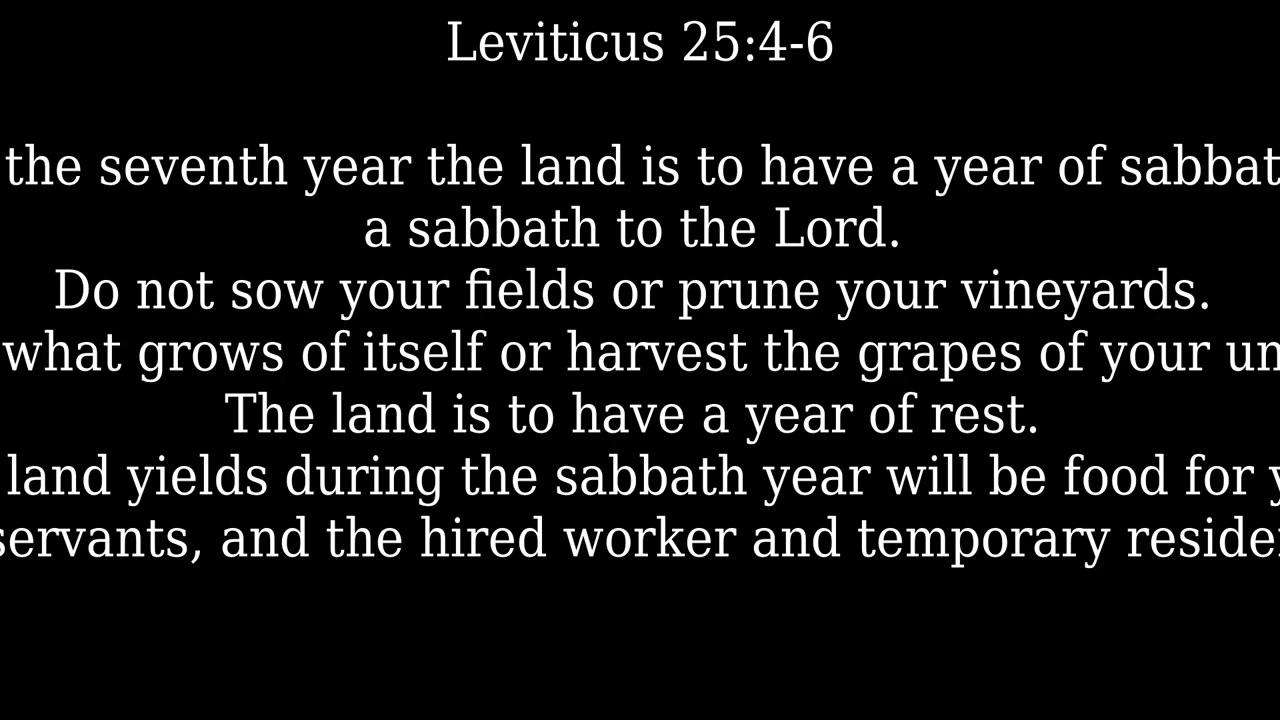 Leviticus 25:4-6
the seventh year the land is to have a year of sabbat
a sabbath to the Lord.
Do not sow your fields or prune your vineyards.
what grows of itself or harvest the grapes of your un
The land is to have a year of rest.
land yields during the sabbath year will be food for y
servants, and the hired worker and temporary reside